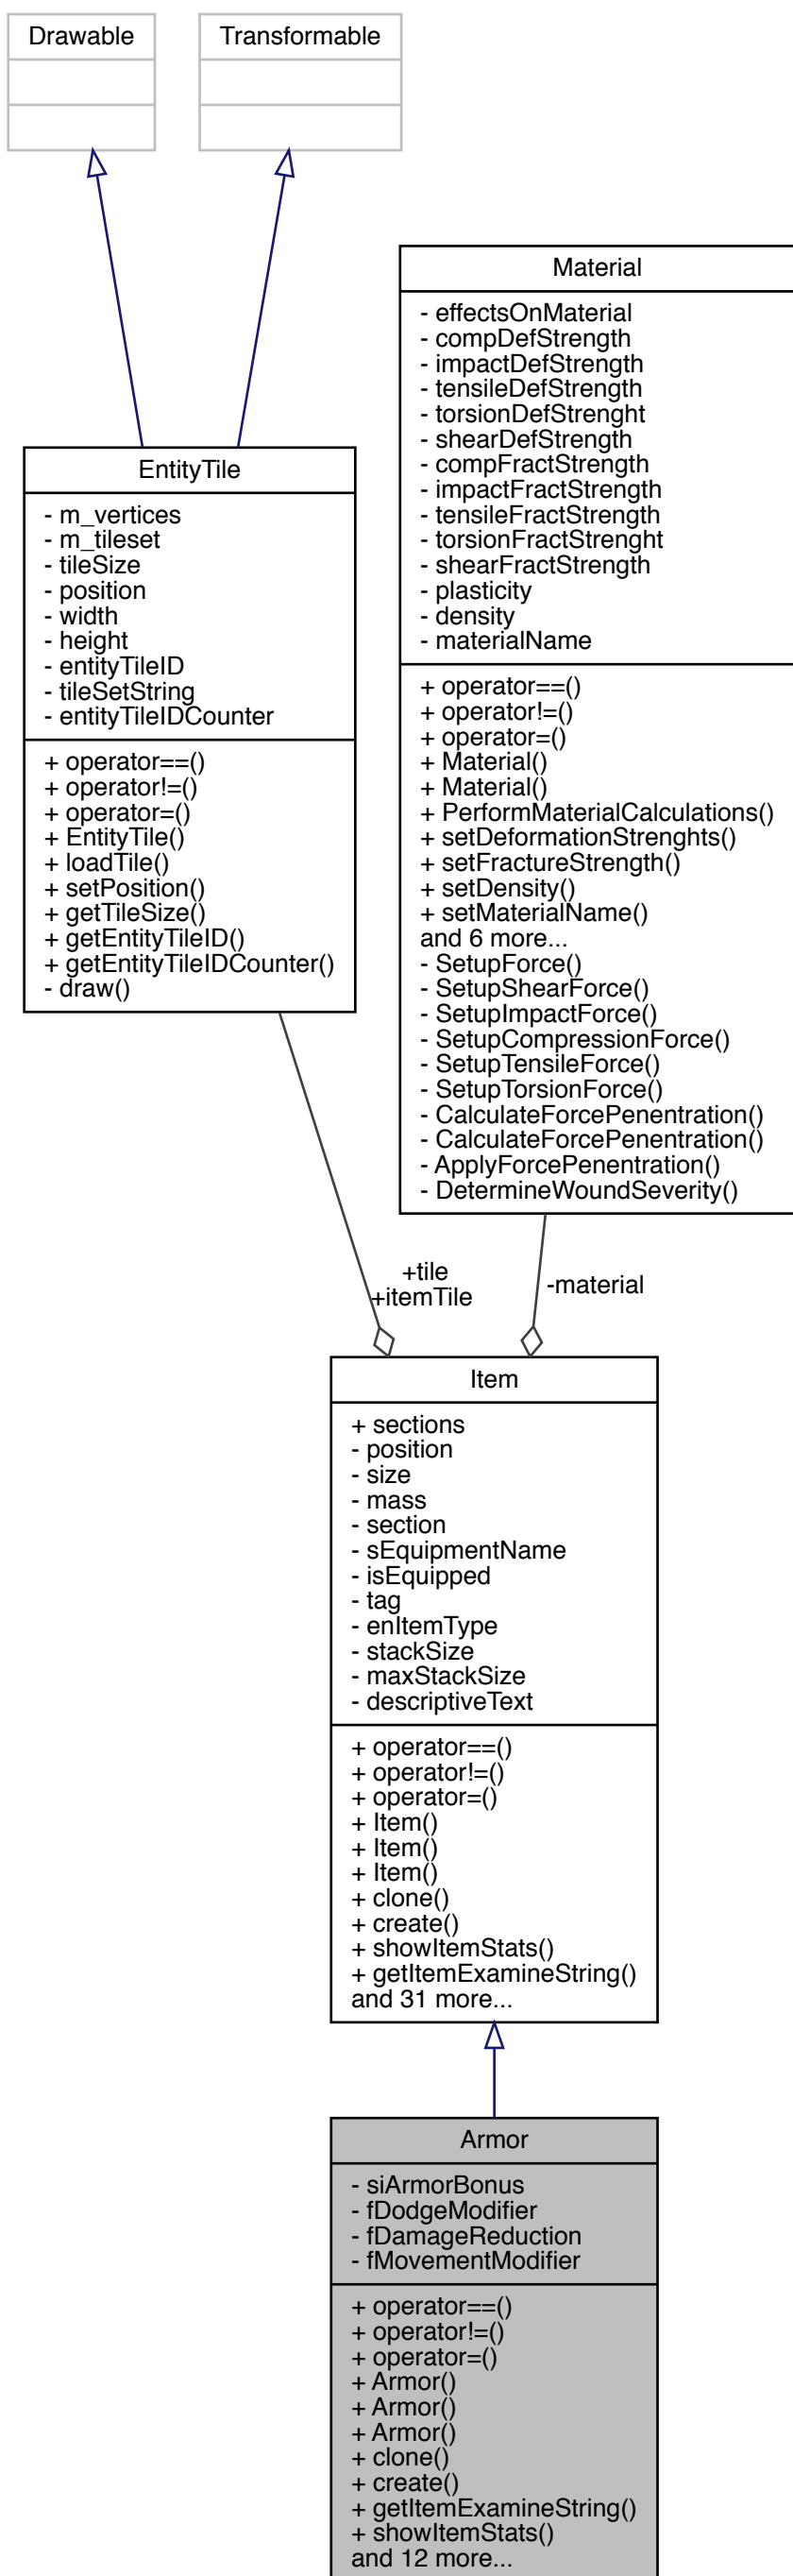 Drawable
Transformable
Material
- effectsOnMaterial
- compDefStrength
- impactDefStrength
- tensileDefStrength
- torsionDefStrenght
- shearDefStrength
- compFractStrength
- impactFractStrength
- tensileFractStrength
- torsionFractStrenght
- shearFractStrength
- plasticity
- density
- materialName
+ operator==()
+ operator!=()
+ operator=()
+ Material()
+ Material()
+ PerformMaterialCalculations()
+ setDeformationStrenghts()
+ setFractureStrength()
+ setDensity()
+ setMaterialName()
and 6 more...
- SetupForce()
- SetupShearForce()
- SetupImpactForce()
- SetupCompressionForce()
- SetupTensileForce()
- SetupTorsionForce()
- CalculateForcePenentration()
- CalculateForcePenentration()
- ApplyForcePenentration()
- DetermineWoundSeverity()
EntityTile
- m_vertices
- m_tileset
- tileSize
- position
- width
- height
- entityTileID
- tileSetString
- entityTileIDCounter
+ operator==()
+ operator!=()
+ operator=()
+ EntityTile()
+ loadTile()
+ setPosition()
+ getTileSize()
+ getEntityTileID()
+ getEntityTileIDCounter()
- draw()
+tile
+itemTile
-material
Item
+ sections
- position
- size
- mass
- section
- sEquipmentName
- isEquipped
- tag
- enItemType
- stackSize
- maxStackSize
- descriptiveText
+ operator==()
+ operator!=()
+ operator=()
+ Item()
+ Item()
+ Item()
+ clone()
+ create()
+ showItemStats()
+ getItemExamineString()
and 31 more...
Armor
- siArmorBonus
- fDodgeModifier
- fDamageReduction
- fMovementModifier
+ operator==()
+ operator!=()
+ operator=()
+ Armor()
+ Armor()
+ Armor()
+ clone()
+ create()
+ getItemExamineString()
+ showItemStats()
and 12 more...